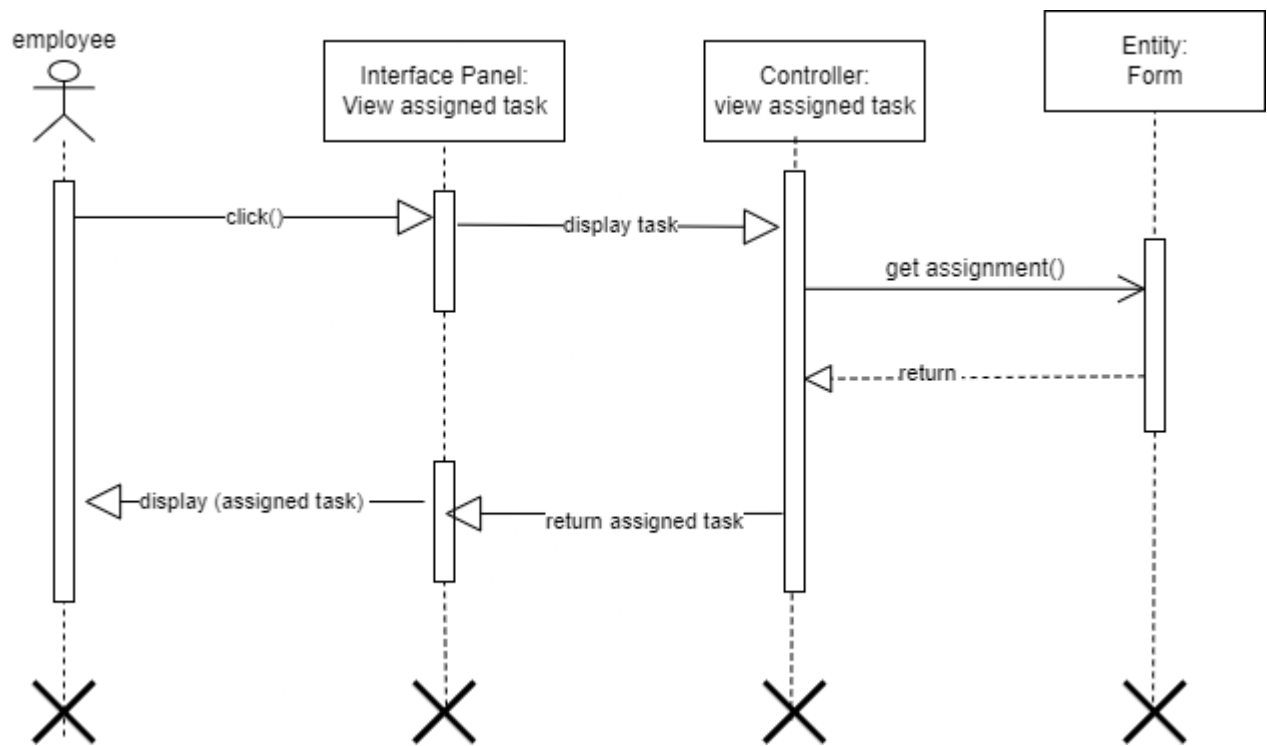 employee
Interface Panel:
View assigned task
Controller:
view assigned task
Entity:
Form
click()
display task
get assignment()
return
display (assigned task)
return assigned task